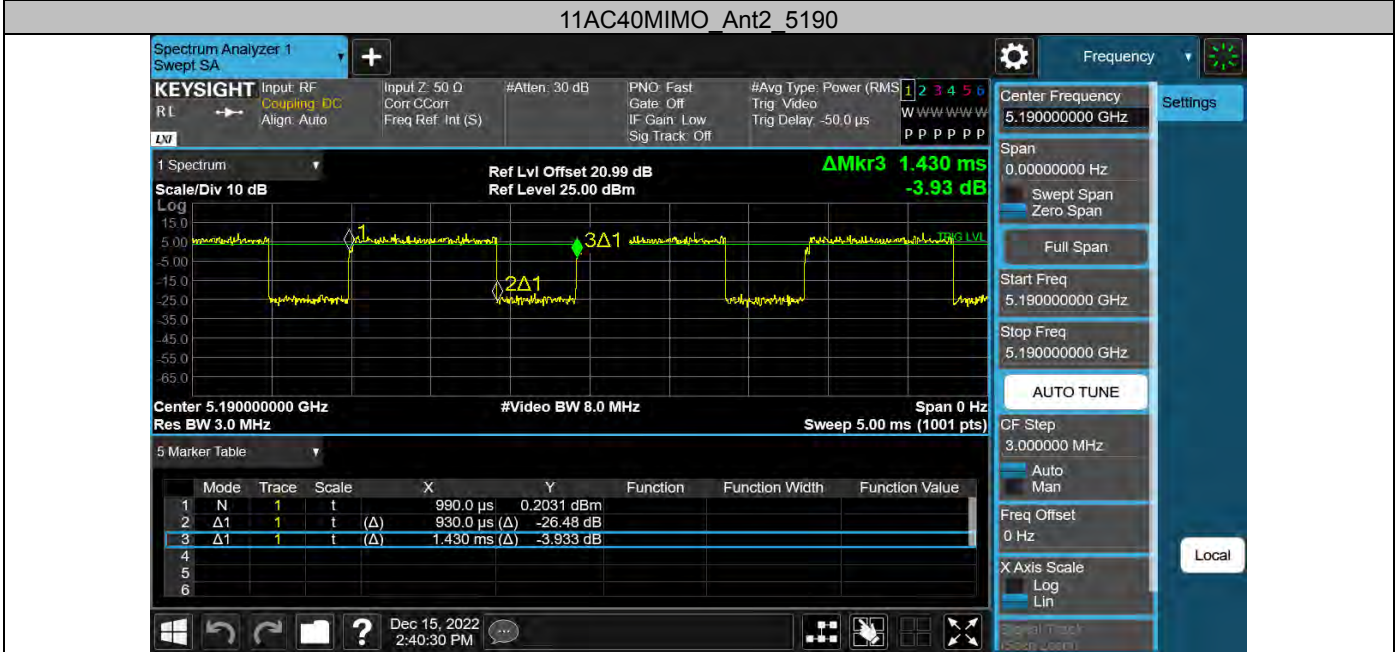 11AC40MIMO_Ant2_5190
Spectrum Analyzer 1
Swept SA
+
Frequency
KEYSIGHT
RL
LXI
Input: RF
Coupling: DC
Align: Auto
Input Z: 50 Ω
Corr CCorr
Freq Ref: Int (S)
#Atten: 30 dB
PNO: Fast
Gate: Off
IF Gain: Low
Sig Track: Off
#Avg Type: Power (RMS
Trig: Video
Trig Delay: -50.0 µs
1 2 3 4 5 6
W W W W W W
P P P P P P
Center Frequency
5.190000000 GHz
Settings
1 Spectrum
Ref Lvl Offset 20.99 dB
ΔMkr3 1.430 ms
Scale/Div 10 dB
Ref Level 25.00 dBm
-3.93 dB
Log
15.0
5.00
-5.00
-15.0
-25.0
-35.0
-45.0
-55.0
-65.0
1
2Δ1
3Δ1
TRIG LVL
Center 5.190000000 GHz
#Video BW 8.0 MHz
Span 0 Hz
Res BW 3.0 MHz
Sweep 5.00 ms (1001 pts)
Span
0.00000000 Hz
Swept Span
Zero Span
Full Span
Start Freq
5.190000000 GHz
Stop Freq
5.190000000 GHz
AUTO TUNE
CF Step
3.000000 MHz
Auto
Man
Freq Offset
0 Hz
X Axis Scale
Log
Lin
Local
5 Marker Table
Mode Trace Scale X Y Function Function Width Function Value
1 N 1 t 990.0 µs 0.2031 dBm
2 Δ1 1 t (Δ) 930.0 µs (Δ) -26.48 dB
3 Δ1 1 t (Δ) 1.430 ms (Δ) -3.933 dB
4
5
6
?
Dec 15, 2022
2:40:30 PM